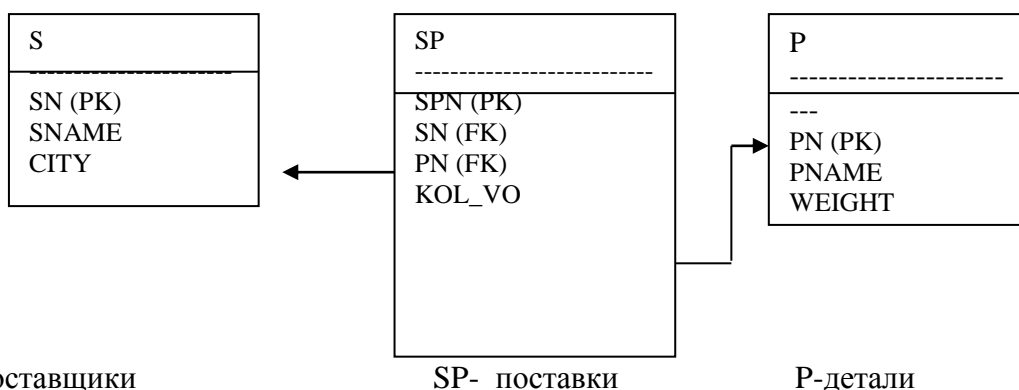 S
-----------------------
SN (PK)
SNAME
CITY
SP
---------------------------
SPN (PK)
SN (FK)
PN (FK)
KOL_VO
P
-----------------------
---
PN (PK)
PNAME
WEIGHT
оставщики
SP- поставки
Р-детали